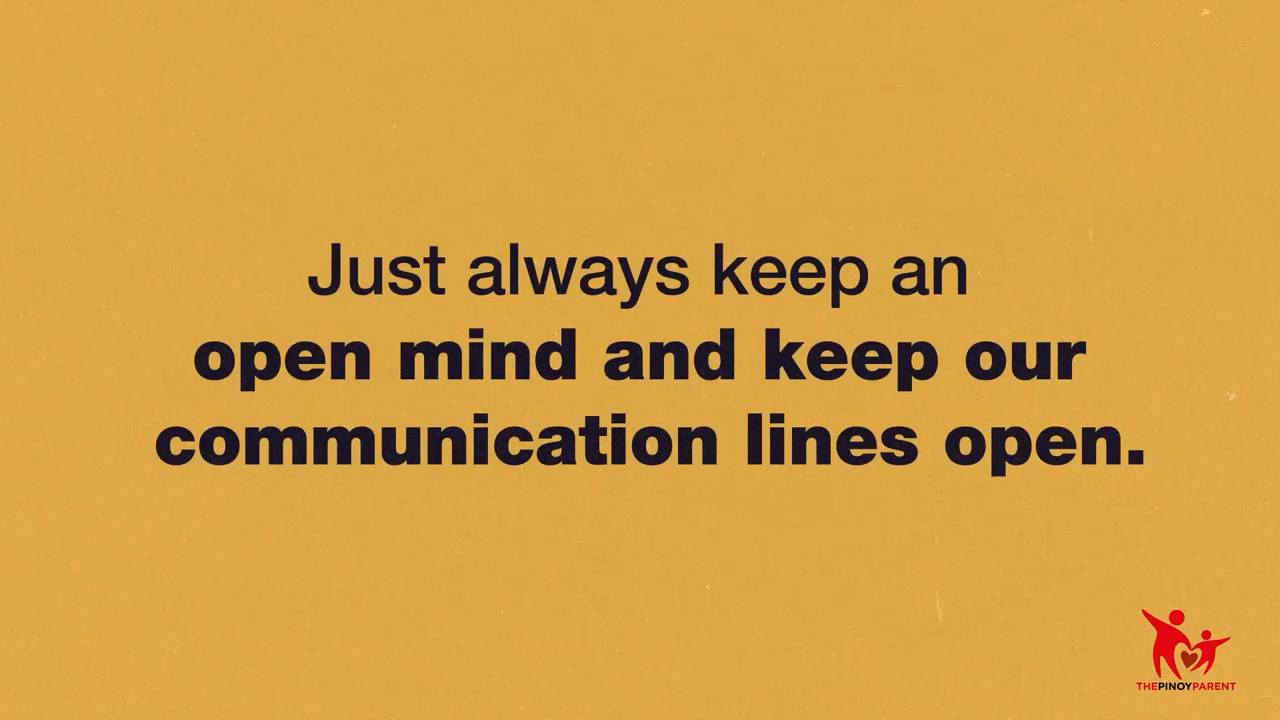 Just always keep an
open mind and keep our
communication lines open.
THEPINOYPARENT